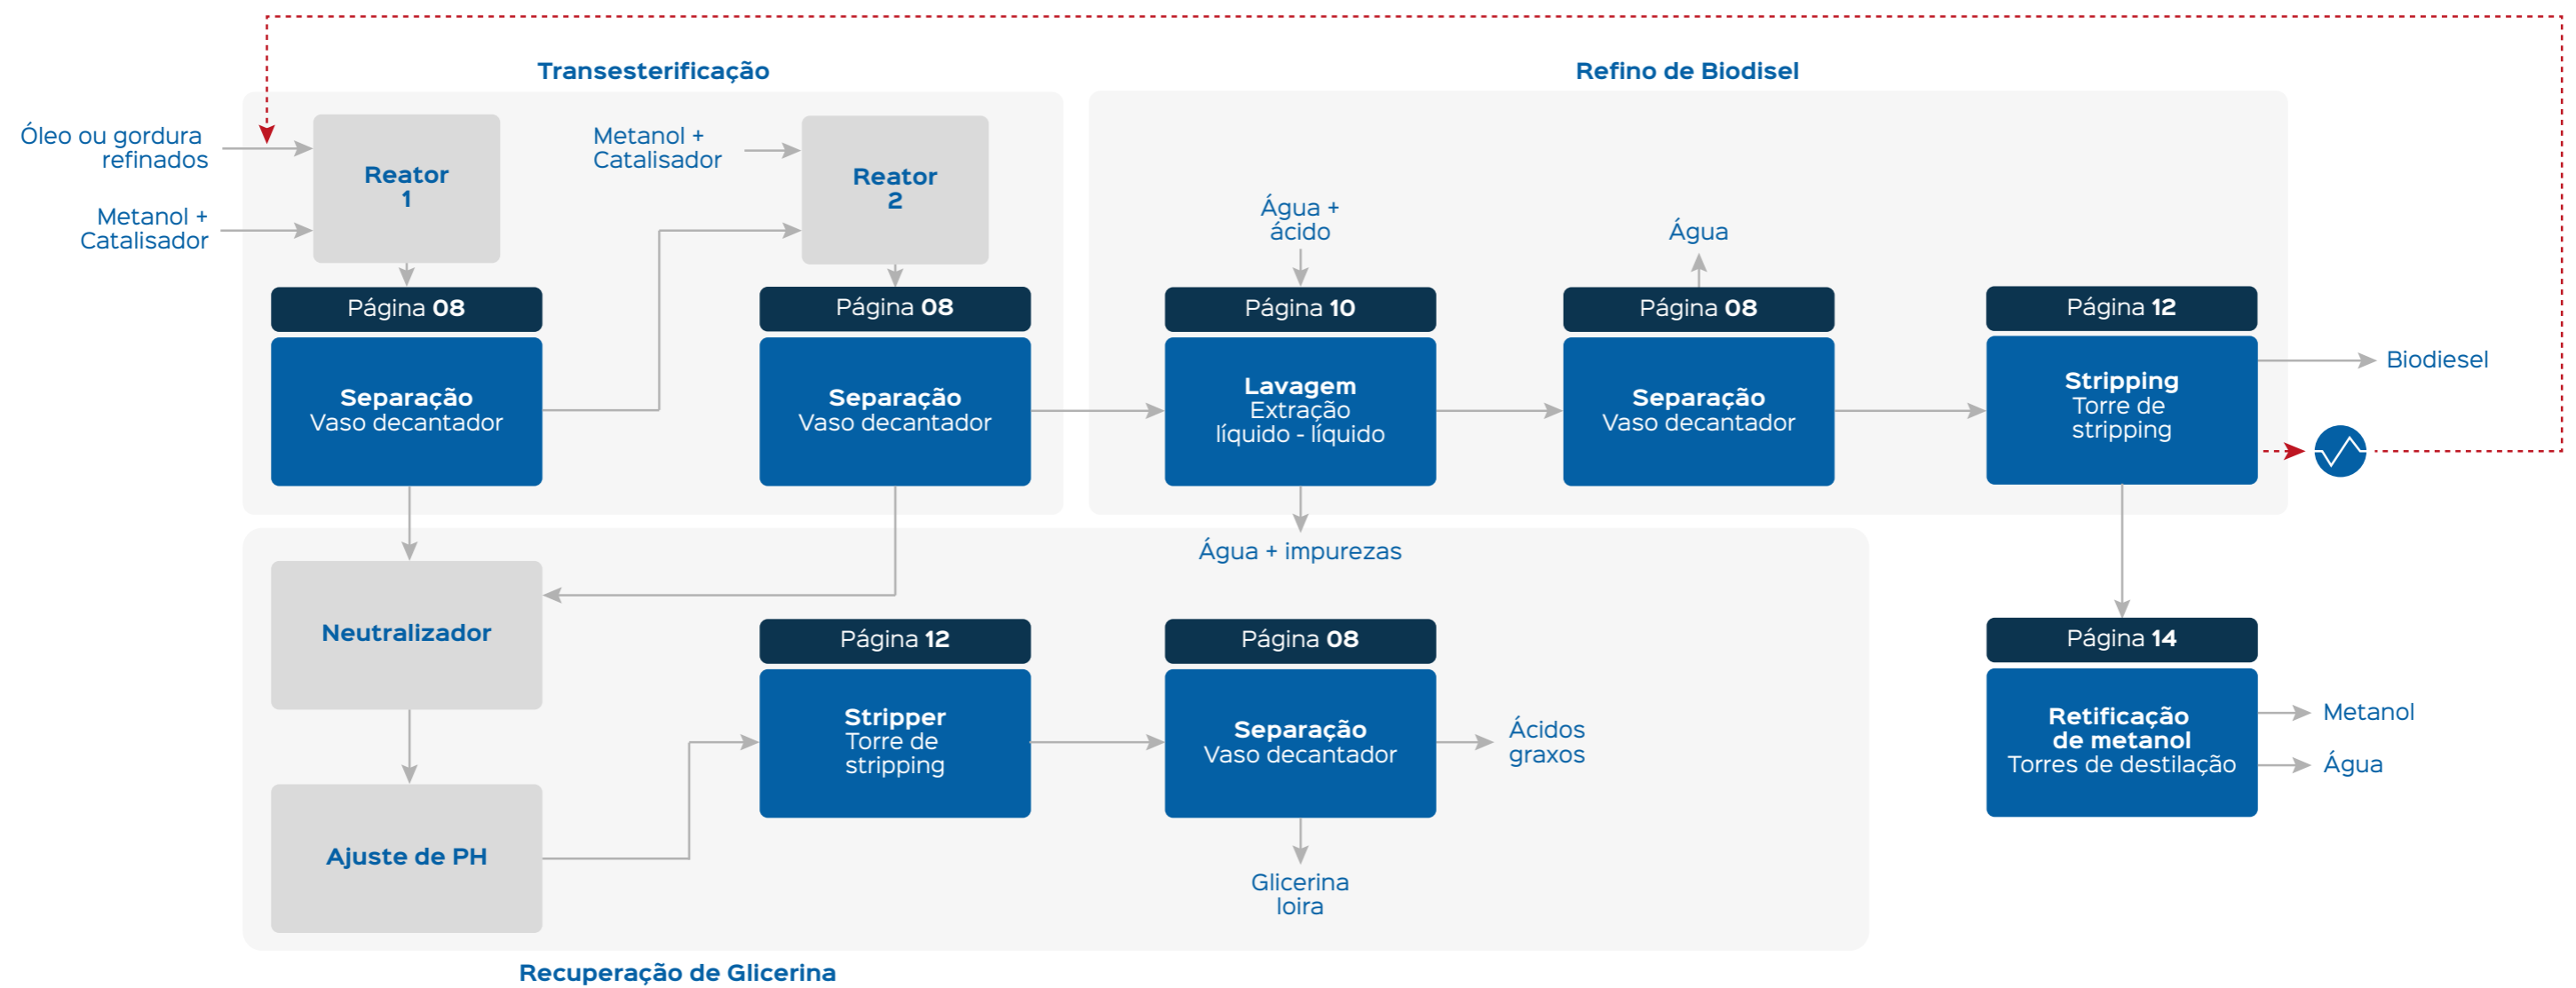 Transesterificação
Refino de Biodisel
Óleo ou gordura
refinados
Metanol +
Catalisador
Reator
1
Metanol +
Catalisador
Reator
2
Água +
ácido
Água
Página 08
Separação
Vaso decantador
Página 08
Separação
Vaso decantador
Página 10
Lavagem
Extração
líquido - líquido
Página 08
Separação
Vaso decantador
Página 12
Stripping
Torre de
stripping
Biodiesel
Água + impurezas
Neutralizador
Ajuste de PH
Página 12
Stripper
Torre de
stripping
Página 08
Separação
Vaso decantador
Ácidos
graxos
Glicerina
loira
Página 14
Retificação
de metanol
Torres de destilação
Metanol
Água
Recuperação de Glicerina